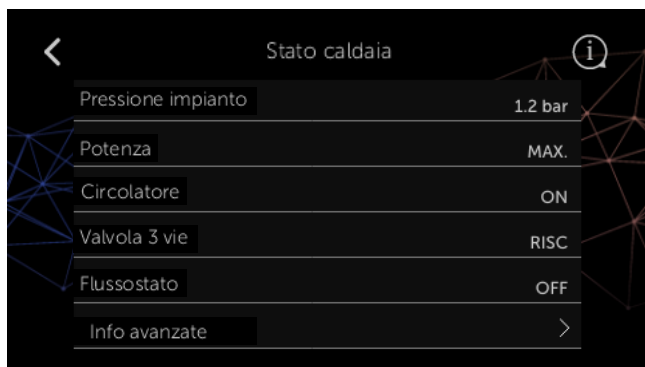 Stato caldaia i
Pressione impianto 1.2 bar
Potenza MAX.
Circolatore ON
Valvola 3 vie RISC
Flussostato OFF
Info avanzate